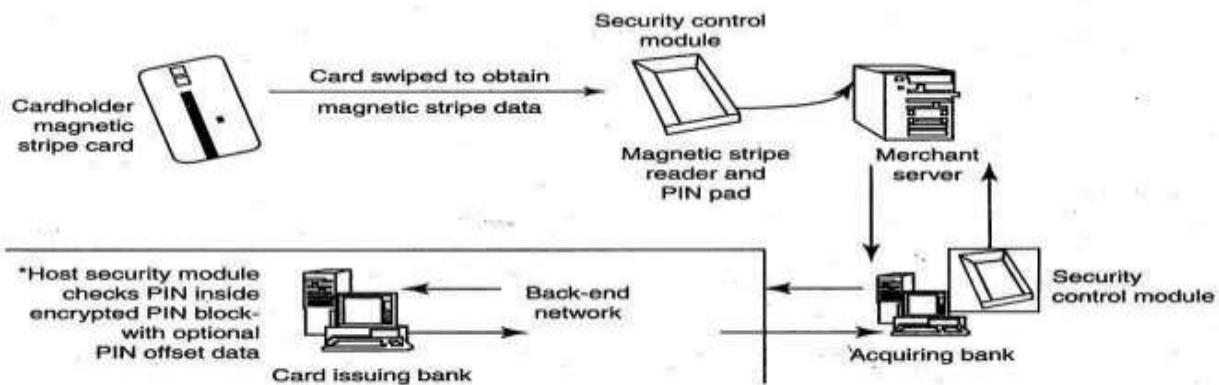 Security control
module
Card swiped to obtain
magnetic stripe data
Cardholder
magnetic
stripe card
Magnetic stripe
reader and
PIN pad
Merchant
server
*Host security module
checks PIN inside
encrypted PIN block-
with optional
PIN offset data
Card issuing bank
Back-end
network
Acquiring bank
Security
control module